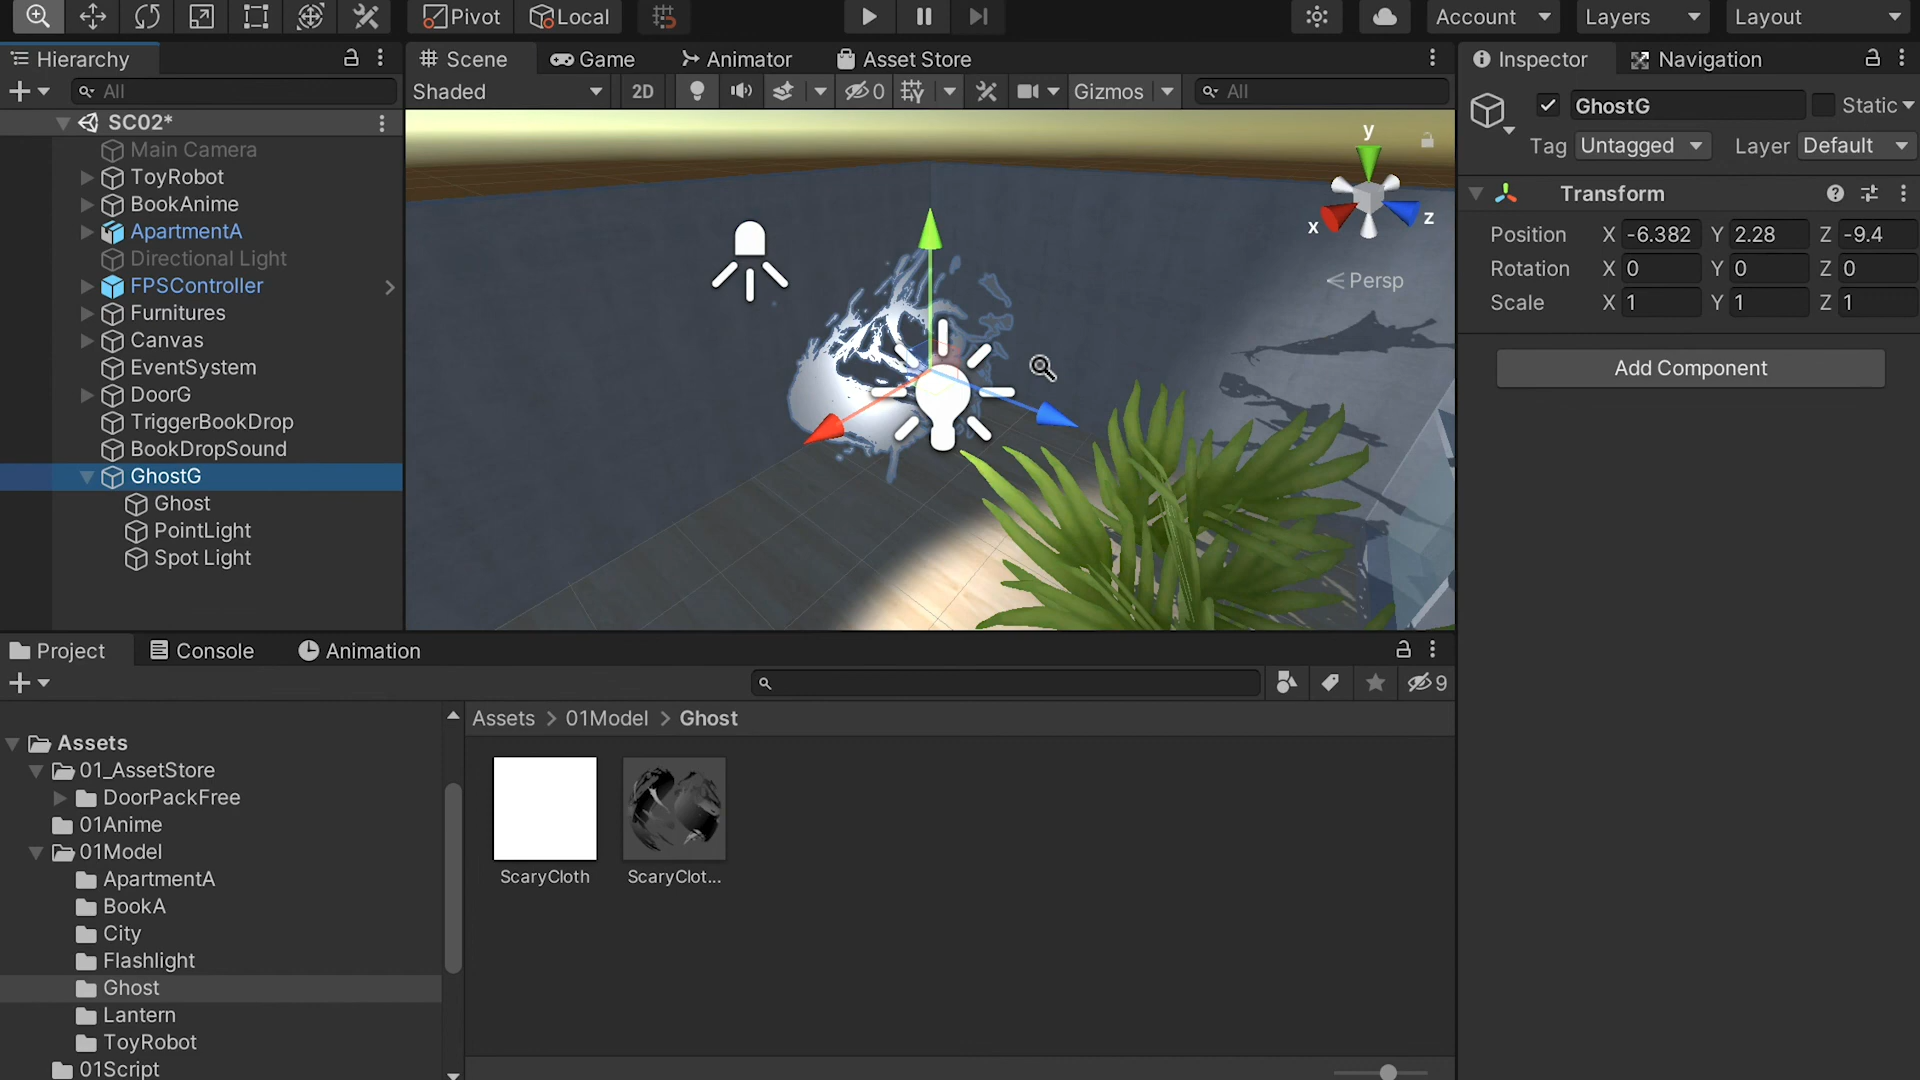 Pivot
Local
Account
Layers
Layout
Hierarchy
Scene
Game
Animator
Asset Store
Inspector
Navigation
All
Shaded
2D
0
Gizmos
All
GhostG
Static
Tag Untagged
Layer Default
SC02*
Main Camera
ToyRobot
BookAnime
ApartmentA
Directional Light
FPSController
Furnitures
Canvas
EventSystem
DoorG
TriggerBookDrop
BookDropSound
GhostG
Ghost
PointLight
Spot Light
y
x
z
Persp
Transform
Position X -6.382 Y 2.28 Z -9.4
Rotation X 0 Y 0 Z 0
Scale X 1 Y 1 Z 1
Add Component
Project
Console
Animation
9
Assets
01_AssetStore
DoorPackFree
01Anime
01Model
ApartmentA
BookA
City
Flashlight
Ghost
Lantern
ToyRobot
01Script
Assets > 01Model > Ghost
ScaryCloth
ScaryClot...